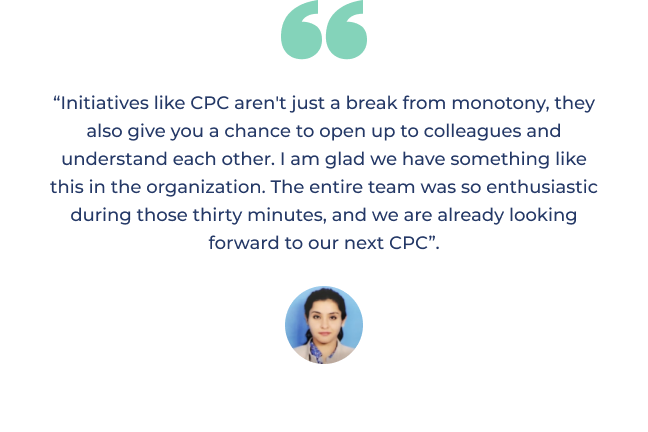 “Initiatives like CPC aren't just a break from monotony, they
also give you a chance to open up to colleagues and
understand each other. I am glad we have something like
this in the organization. The entire team was so enthusiastic
during those thirty minutes, and we are already looking
forward to our next CPC”.